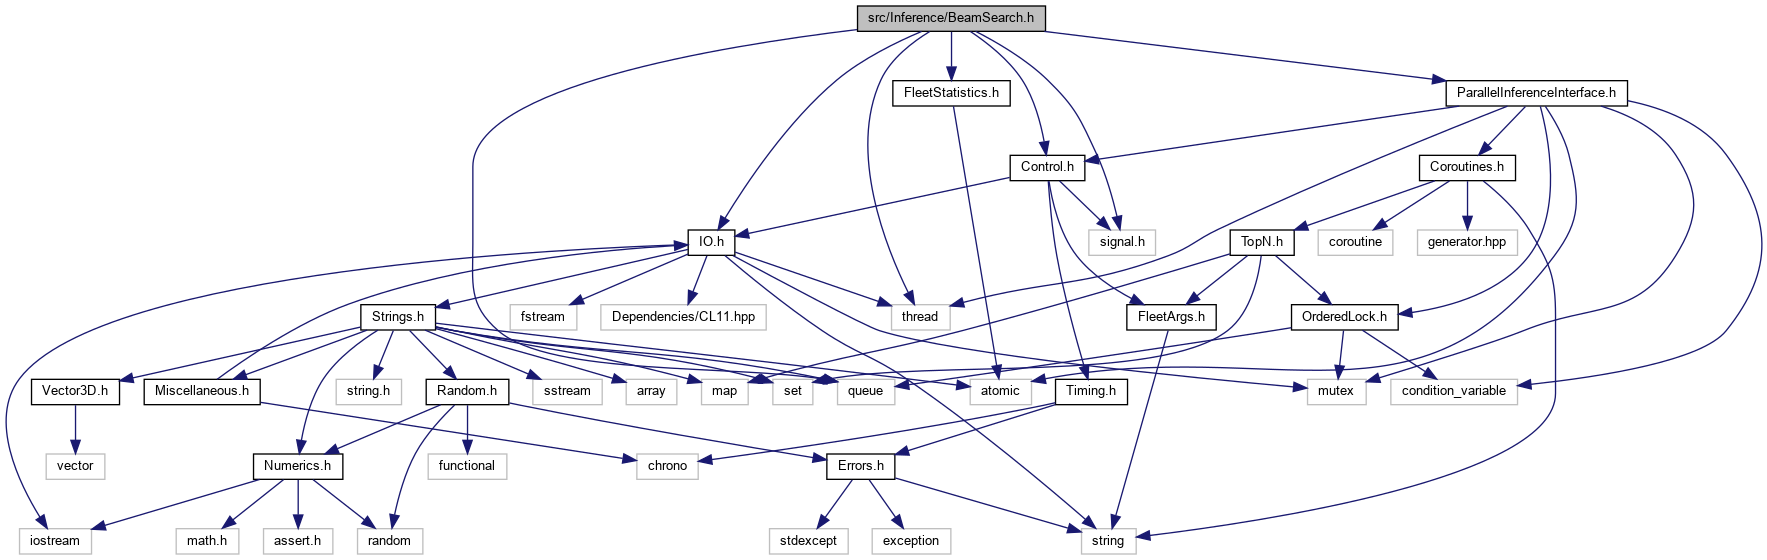 src/Inference/BeamSearch.h
FleetStatistics.h
ParallelInferenceInterface.h
Control.h
Coroutines.h
IO.h
signal.h
TopN.h
coroutine
generator.hpp
Strings.h
fstream
Dependencies/CL11.hpp
thread
FleetArgs.h
OrderedLock.h
Vector3D.h
Miscellaneous.h
string.h
Random.h
sstream
array
map
set
queue
atomic
Timing.h
mutex
condition_variable
vector
Numerics.h
functional
chrono
Errors.h
iostream
math.h
assert.h
random
stdexcept
exception
string